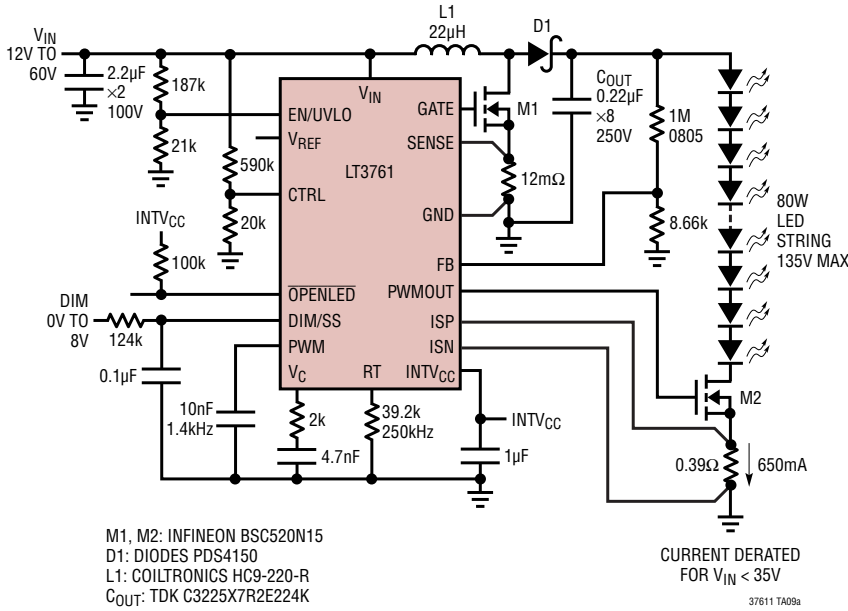 L1
22µH
D1
VIN
12V TO
60V
2.2µF
×2
100V
187k
21k
590k
20k
VIN
EN/UVLO
VREF
LT3761
CTRL
GATE
SENSE
GND
FB
M1
12mΩ
COUT
0.22µF
×8
250V
1M
0805
8.66k
80W
LED
STRING
135V MAX
INTVCC
100k
OPENLED
DIM/SS
PWM
VC
RT
INTVCC
PWMOUT
ISP
ISN
DIM
0V TO
8V
124k
0.1µF
10nF
1.4kHz
2k
4.7nF
39.2k
250kHz
INTVCC
1µF
M2
0.39Ω
650mA
M1, M2: INFINEON BSC520N15
D1: DIODES PDS4150
L1: COILTRONICS HC9-220-R
COUT: TDK C3225X7R2E224K
CURRENT DERATED
FOR VIN < 35V
37611 TA09a